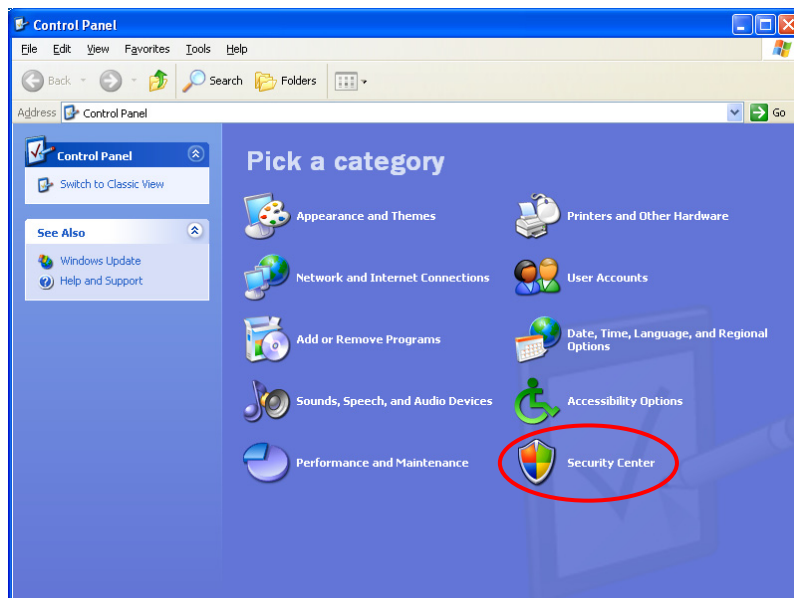 Control Panel
File Edit View Favorites Tools Help
Back Search Folders
Address Control Panel Go
Control Panel
Switch to Classic View
See Also
Windows Update
Help and Support
Pick a category
Appearance and Themes
Printers and Other Hardware
Network and Internet Connections
User Accounts
Add or Remove Programs
Date, Time, Language, and Regional
Options
Sounds, Speech, and Audio Devices
Accessibility Options
Performance and Maintenance
Security Center